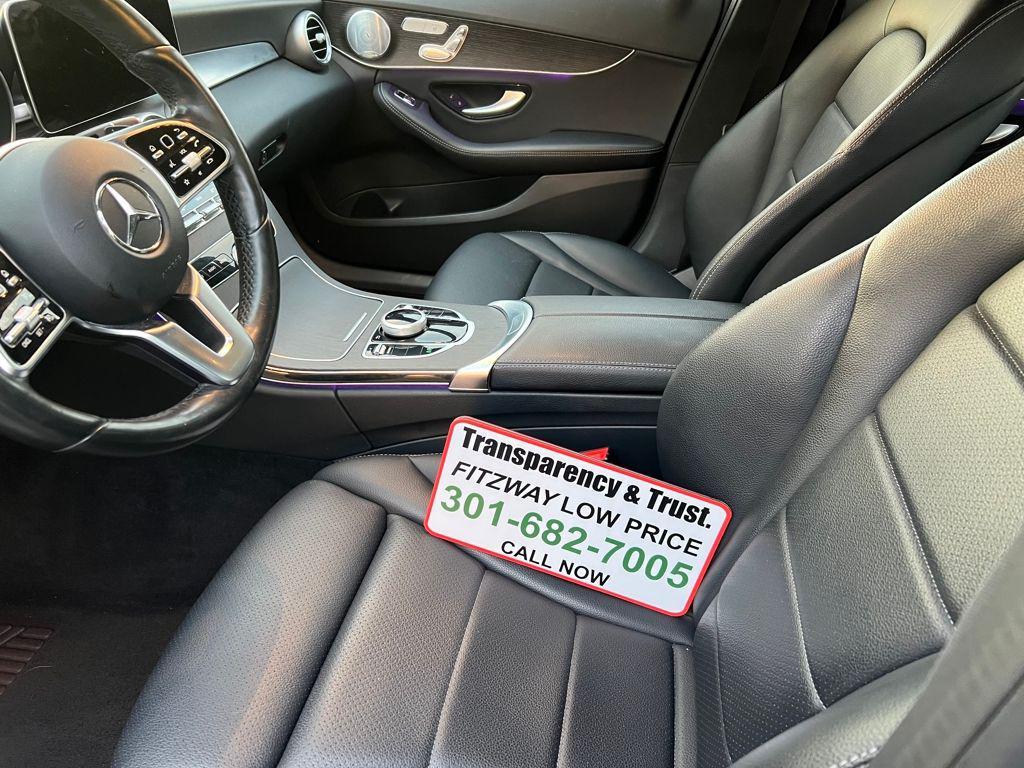 Transparency & Trust.
FITZWAY LOW PRICE
301-682-7005
CALL NOW